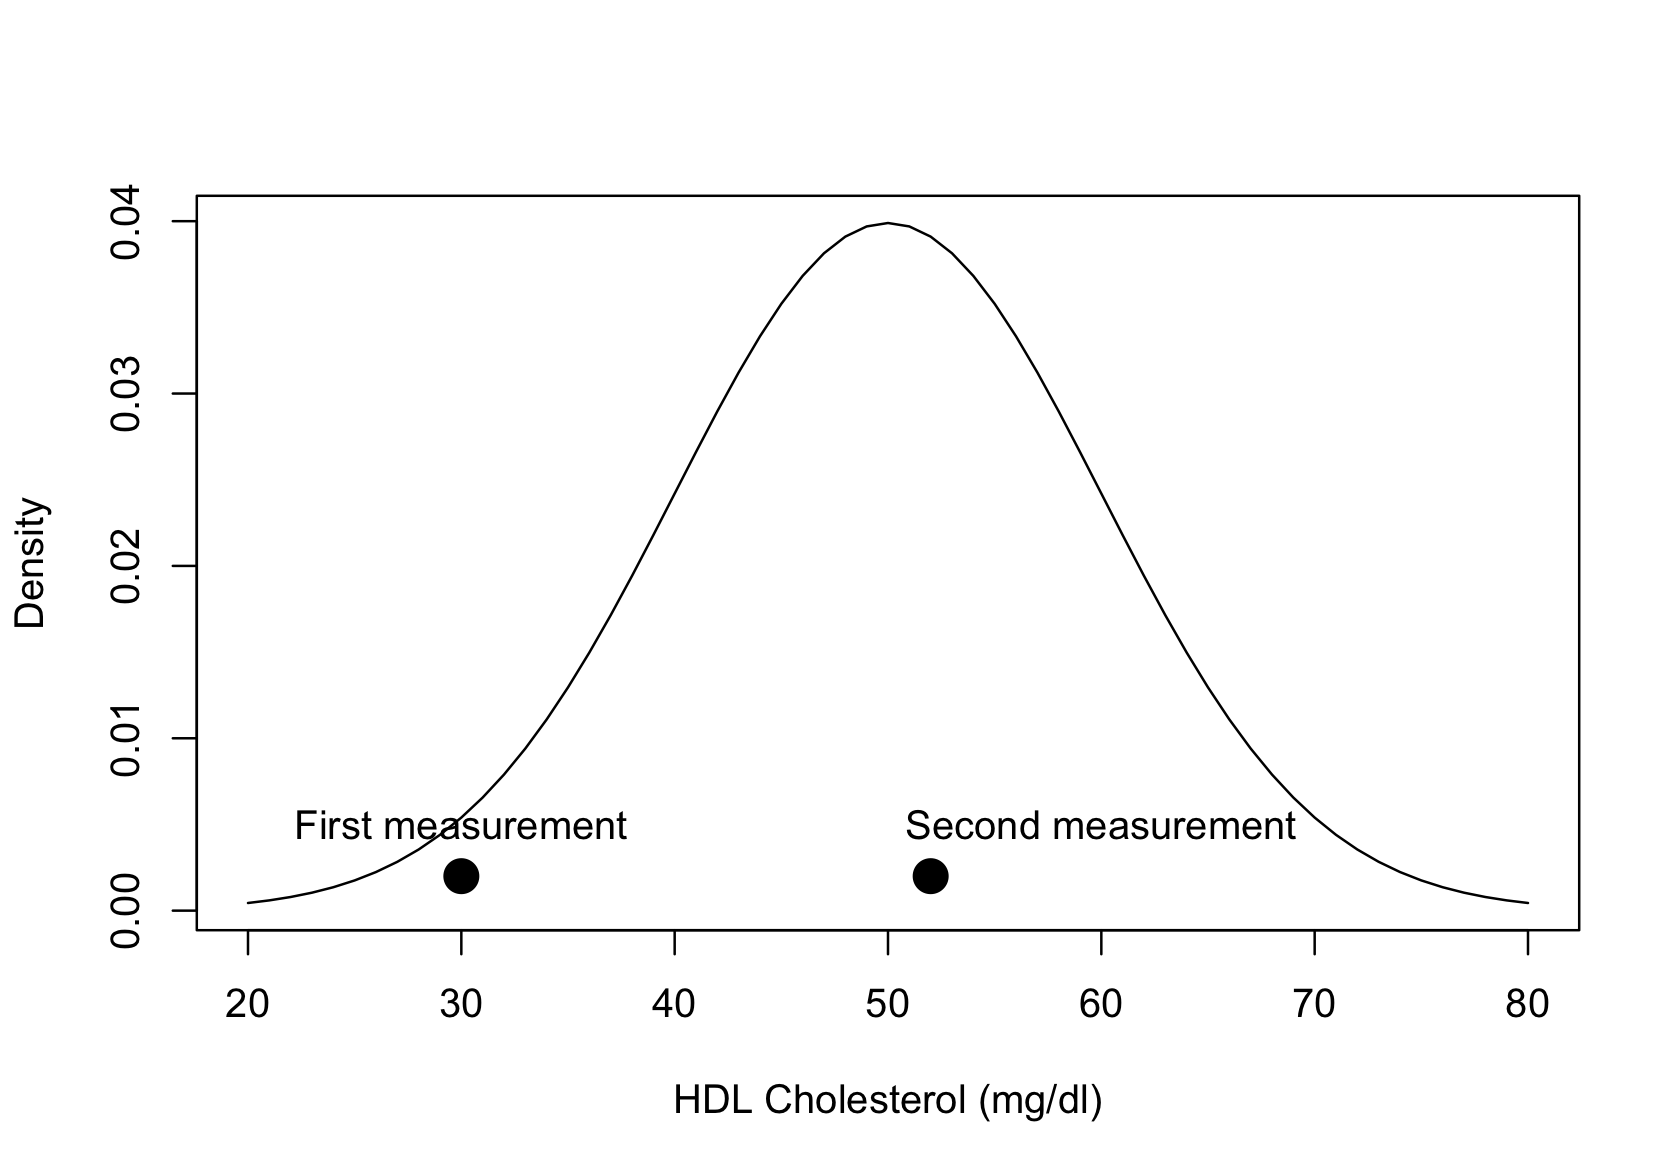 0.04
0.03
0.02
0.01
0.00
Density
First measurement
Second measurement
20 30 40 50 60 70 80
HDL Cholesterol (mg/dl)